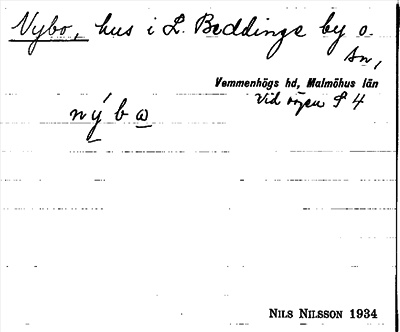 Nybo, hus i L. Beddinge by o.
sn,
Vemmenhögs hd, Malmöhus län
Vid vägen S 4
nýbo
NILS NILSSON 1934